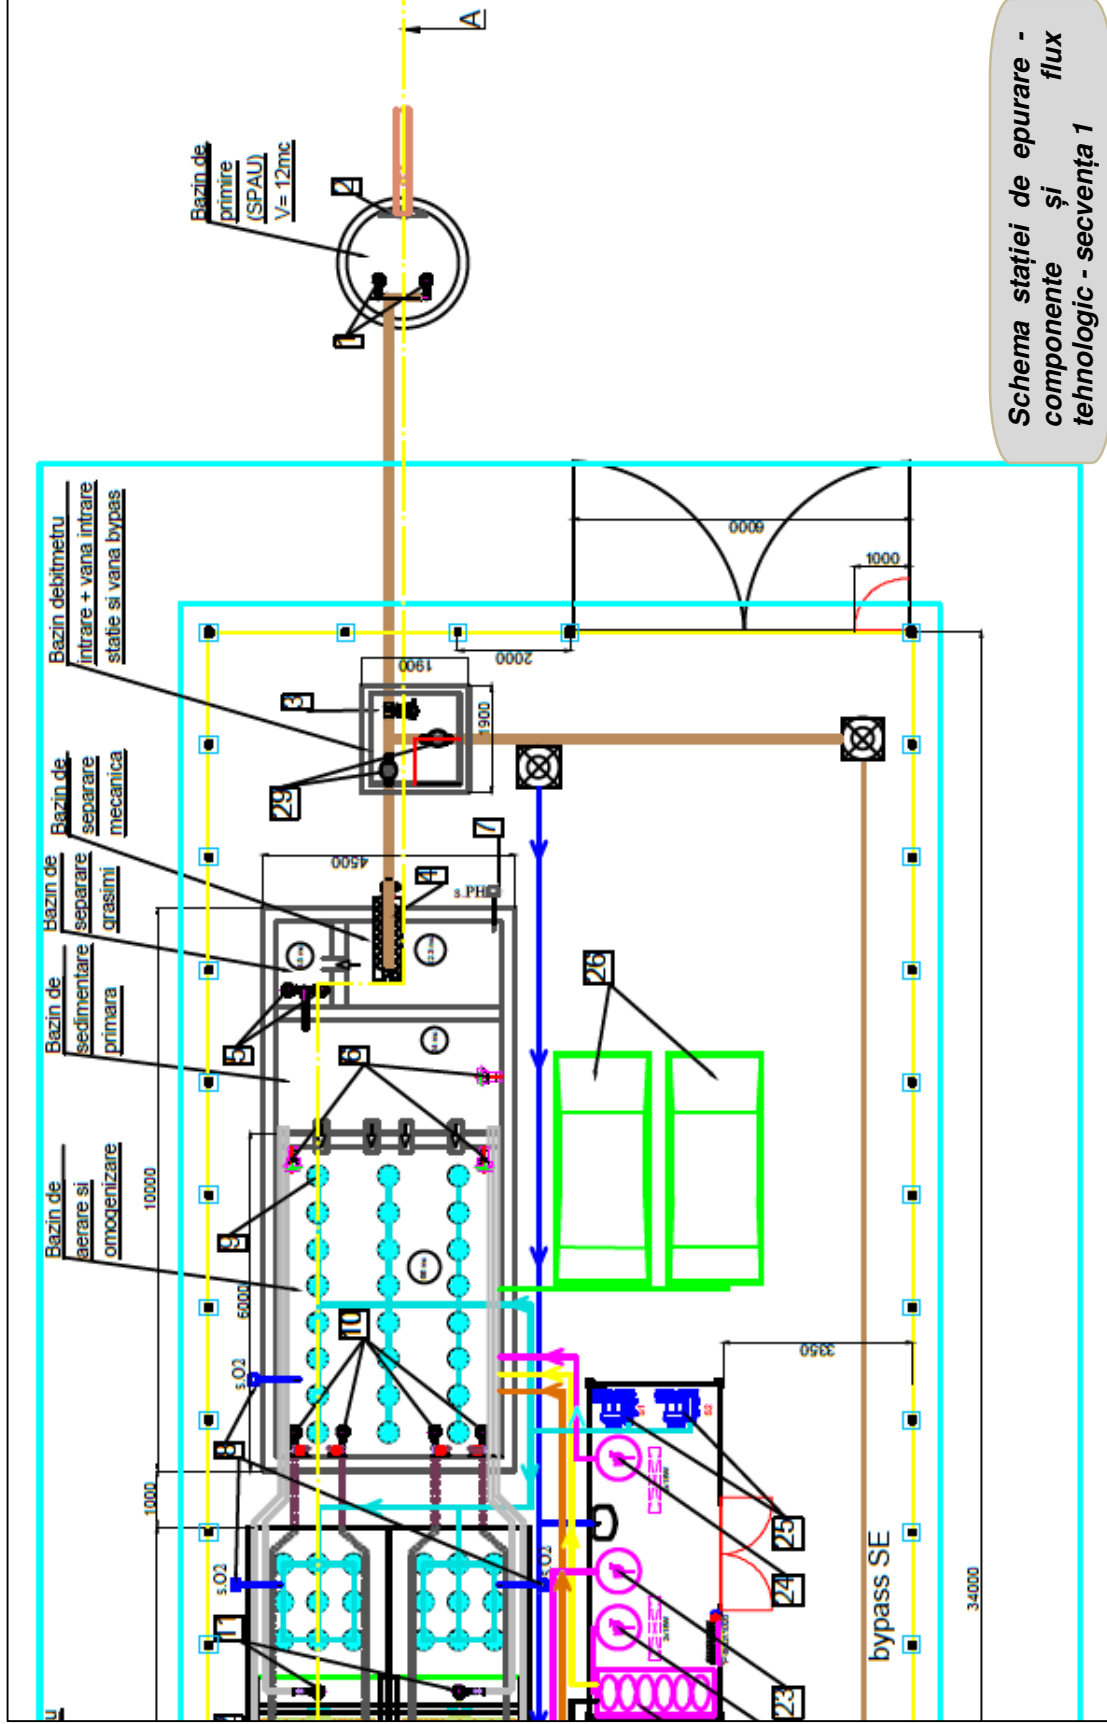 Schema stației de epurare -
componente și flux
tehnologic - secvența 1
A
Bazin de
primire
(SPAU)
V= 12mc
2
1
Bazin debitmetru
intrare + vana intrare
statie si vana bypas
Bazin de
separare
mecanica
Bazin de
separare
grasimi
Bazin de
sedimentare
primara
Bazin de
aerare si
omogenizare
6000
1000
2000
1900
1900
3
29
7
4
s.PH
4500
5
6
26
10000
9
6000
10
s.O2
8
1000
s.O2
s.O2
11
3350
S1
S2
25
24
23
bypass SE
34000